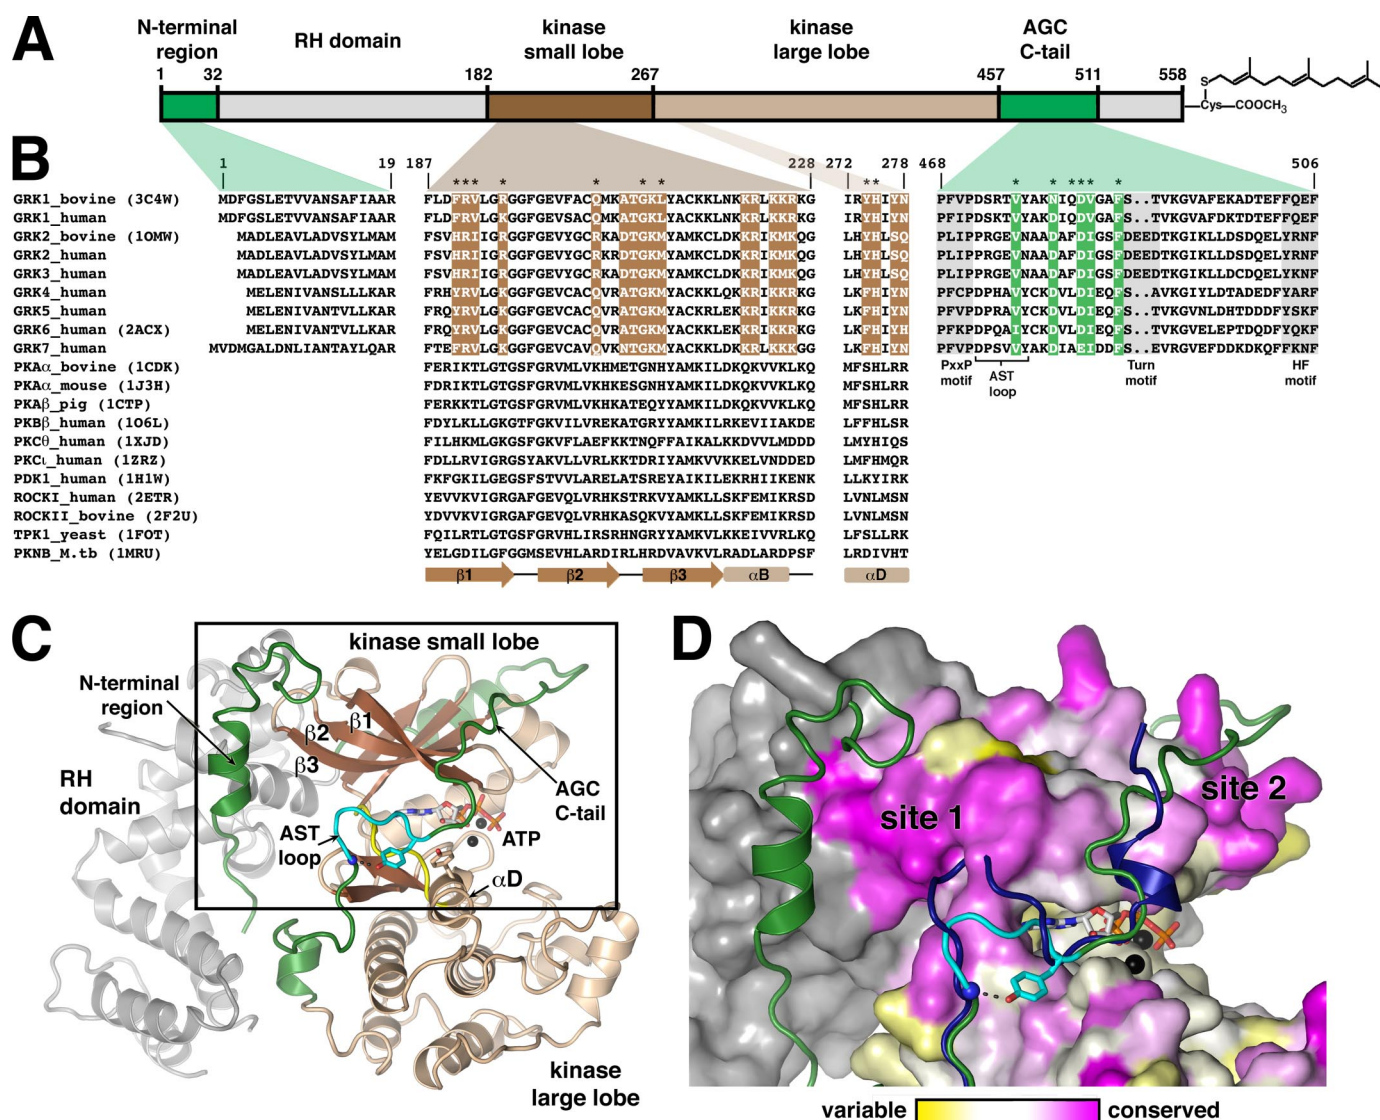 A
N-terminal region
RH domain
kinase small lobe
kinase large lobe
AGC C-tail
1 32 182 267 457 511 558
S
Cys—COOCH3
B
1 19 187 228 272 278 468 506
*** * * * * ** * * *** *
GRK1_bovine (3C4W) MDFGSLETVVANSAFIAAR FLDFRVLGRGGFGEVFACQMKATGKLYACKKLNKKRLKKRKG IRYHIYN PFVPDSRTVYAKNIQDVGAFS..TVKGVAFEKADTEFFQEF
GRK1_human MDFGSLETVVANSAFIAAR FLDFRVLGRGGFGEVFACQMKATGKLYACKKLNKKRLKKRKG IRYHIYN PFIPDSRTVYAKDIQDVGAFS..TVKGVAFDKTDTEFFQEF
GRK2_bovine (1OMW) MADLEAVLADVSYLMAM FSVHRIIGRGGFGEVYGCRKADTGKMYAMKCLDKKRIKMKQG LHYHLSQ PLIPPRGEVNAADAFDIGSFDEEDTKGIKLLDSDQELYRNF
GRK2_human MADLEAVLADVSYLMAM FSVHRIIGRGGFGEVYGCRKADTGKMYAMKCLDKKRIKMKQG LHYHLSQ PLIPPRGEVNAADAFDIGSFDEEDTKGIKLLDSDQELYRNF
GRK3_human MADLEAVLADVSYLMAM FSVHRIIGRGGFGEVYGCRKADTGKMYAMKCLDKKRIKMKQG LHYHLSQ PLIPPRGEVNAADAFDIGSFDEEDTKGIKLLDCDQELYKNF
GRK4_human MELENIVANSLLLKAR FRHYRVLGKGGFGEVCACQVRATGKMYACKKLQKKRIKKRKG LKFHIYN PFCPDPHAVYCKDVLDIEQFS..AVKGIYLDTADEDFYARF
GRK5_human MELENIVANTVLLKAR FRQYRVLGKGGFGEVCACQVRATGKMYACKKLEKKRIKKRKG LKFHIYN PFVPDPRAVYCKDVLDIEQFS..TVKGVNLDHTDDDFYSKF
GRK6_human (2ACX) MELENIVANTVLLKAR FRQYRVLGKGGFGEVCACQVRATGKMYACKKLEKKRIKKRKG LKFHIYH PFKPDPQAIYCKDVLDIEQFS..TVKGVELEPTDQDFYQKF
GRK7_human MVDMGALDNLIANTAYLQAR FTEFRVLGKGGFGEVCAVQVKNTGKMYACKKLDKKRLKKRKG LKFHIYN PFVPDPSVVYAKDIAEIDDFS..EVRGVEFDDKDKQFFKNF
PKAα_bovine (1CDK) FERIKTLGTGSFGRVMLVKHMETGNHYAMKILDKQKVVKLKQ MFSHLRR
PxxP motif
AST loop
Turn motif
HF motif
PKAα_mouse (1J3H) FDRIKTLGTGSFGRVMLVKHKESGNHYAMKILDKQKVVKLKQ MFSHLRR
PKAβ_pig (1CTP) FERKKTLGTGSFGRVMLVKHKATEQYYAMKILDKQKVVKLKQ MFSHLRR
PKBβ_human (1O6L) FDYLKLLGKGTFGKVILVREKATGRYYAMKILRKEVIIAKDE LFFHLSR
PKCθ_human (1XJD) FILHKMLGKGSFGKVFLAEFKKTNQFFAIKALKKDVVLMDDD LMYHIQS
PKCι_human (1ZRZ) FDLLRVIGRGSYAKVLLVRLKKTDRIYAMKVVKKELVNDDED LMFHMQR
PDK1_human (1H1W) FKFGKILGEGSFSTVVLARELATSREYAIKILEKRHIIKENK LLKYIRK
ROCKI_human (2ETR) YEVVKVIGRGAFGEVQLVRHKSTRKVYAMKLLSKFEMIKRSD LVNLMSN
ROCKII_bovine (2F2U) YDVVKVIGRGAFGEVQLVRHKASQKVYAMKLLSKFEMIKRSD LVNLMSN
TPK1_yeast (1FOT) FQILRTLGTGSFGRVHLIRSRHNGRYYAMKVLKKEIVVRLKQ LFSLLRK
PKNB_M.tb (1MRU) YELGDILGFGGMSEVHLARDIRLHRDVAVKVLRADLARDPSF LRDIVHT
β1 β2 β3 αB αD
C
kinase small lobe
N-terminal region
β1
β2
β3
RH domain
AGC C-tail
AST loop
ATP
αD
kinase large lobe
D
site 1
site 2
variable
conserved